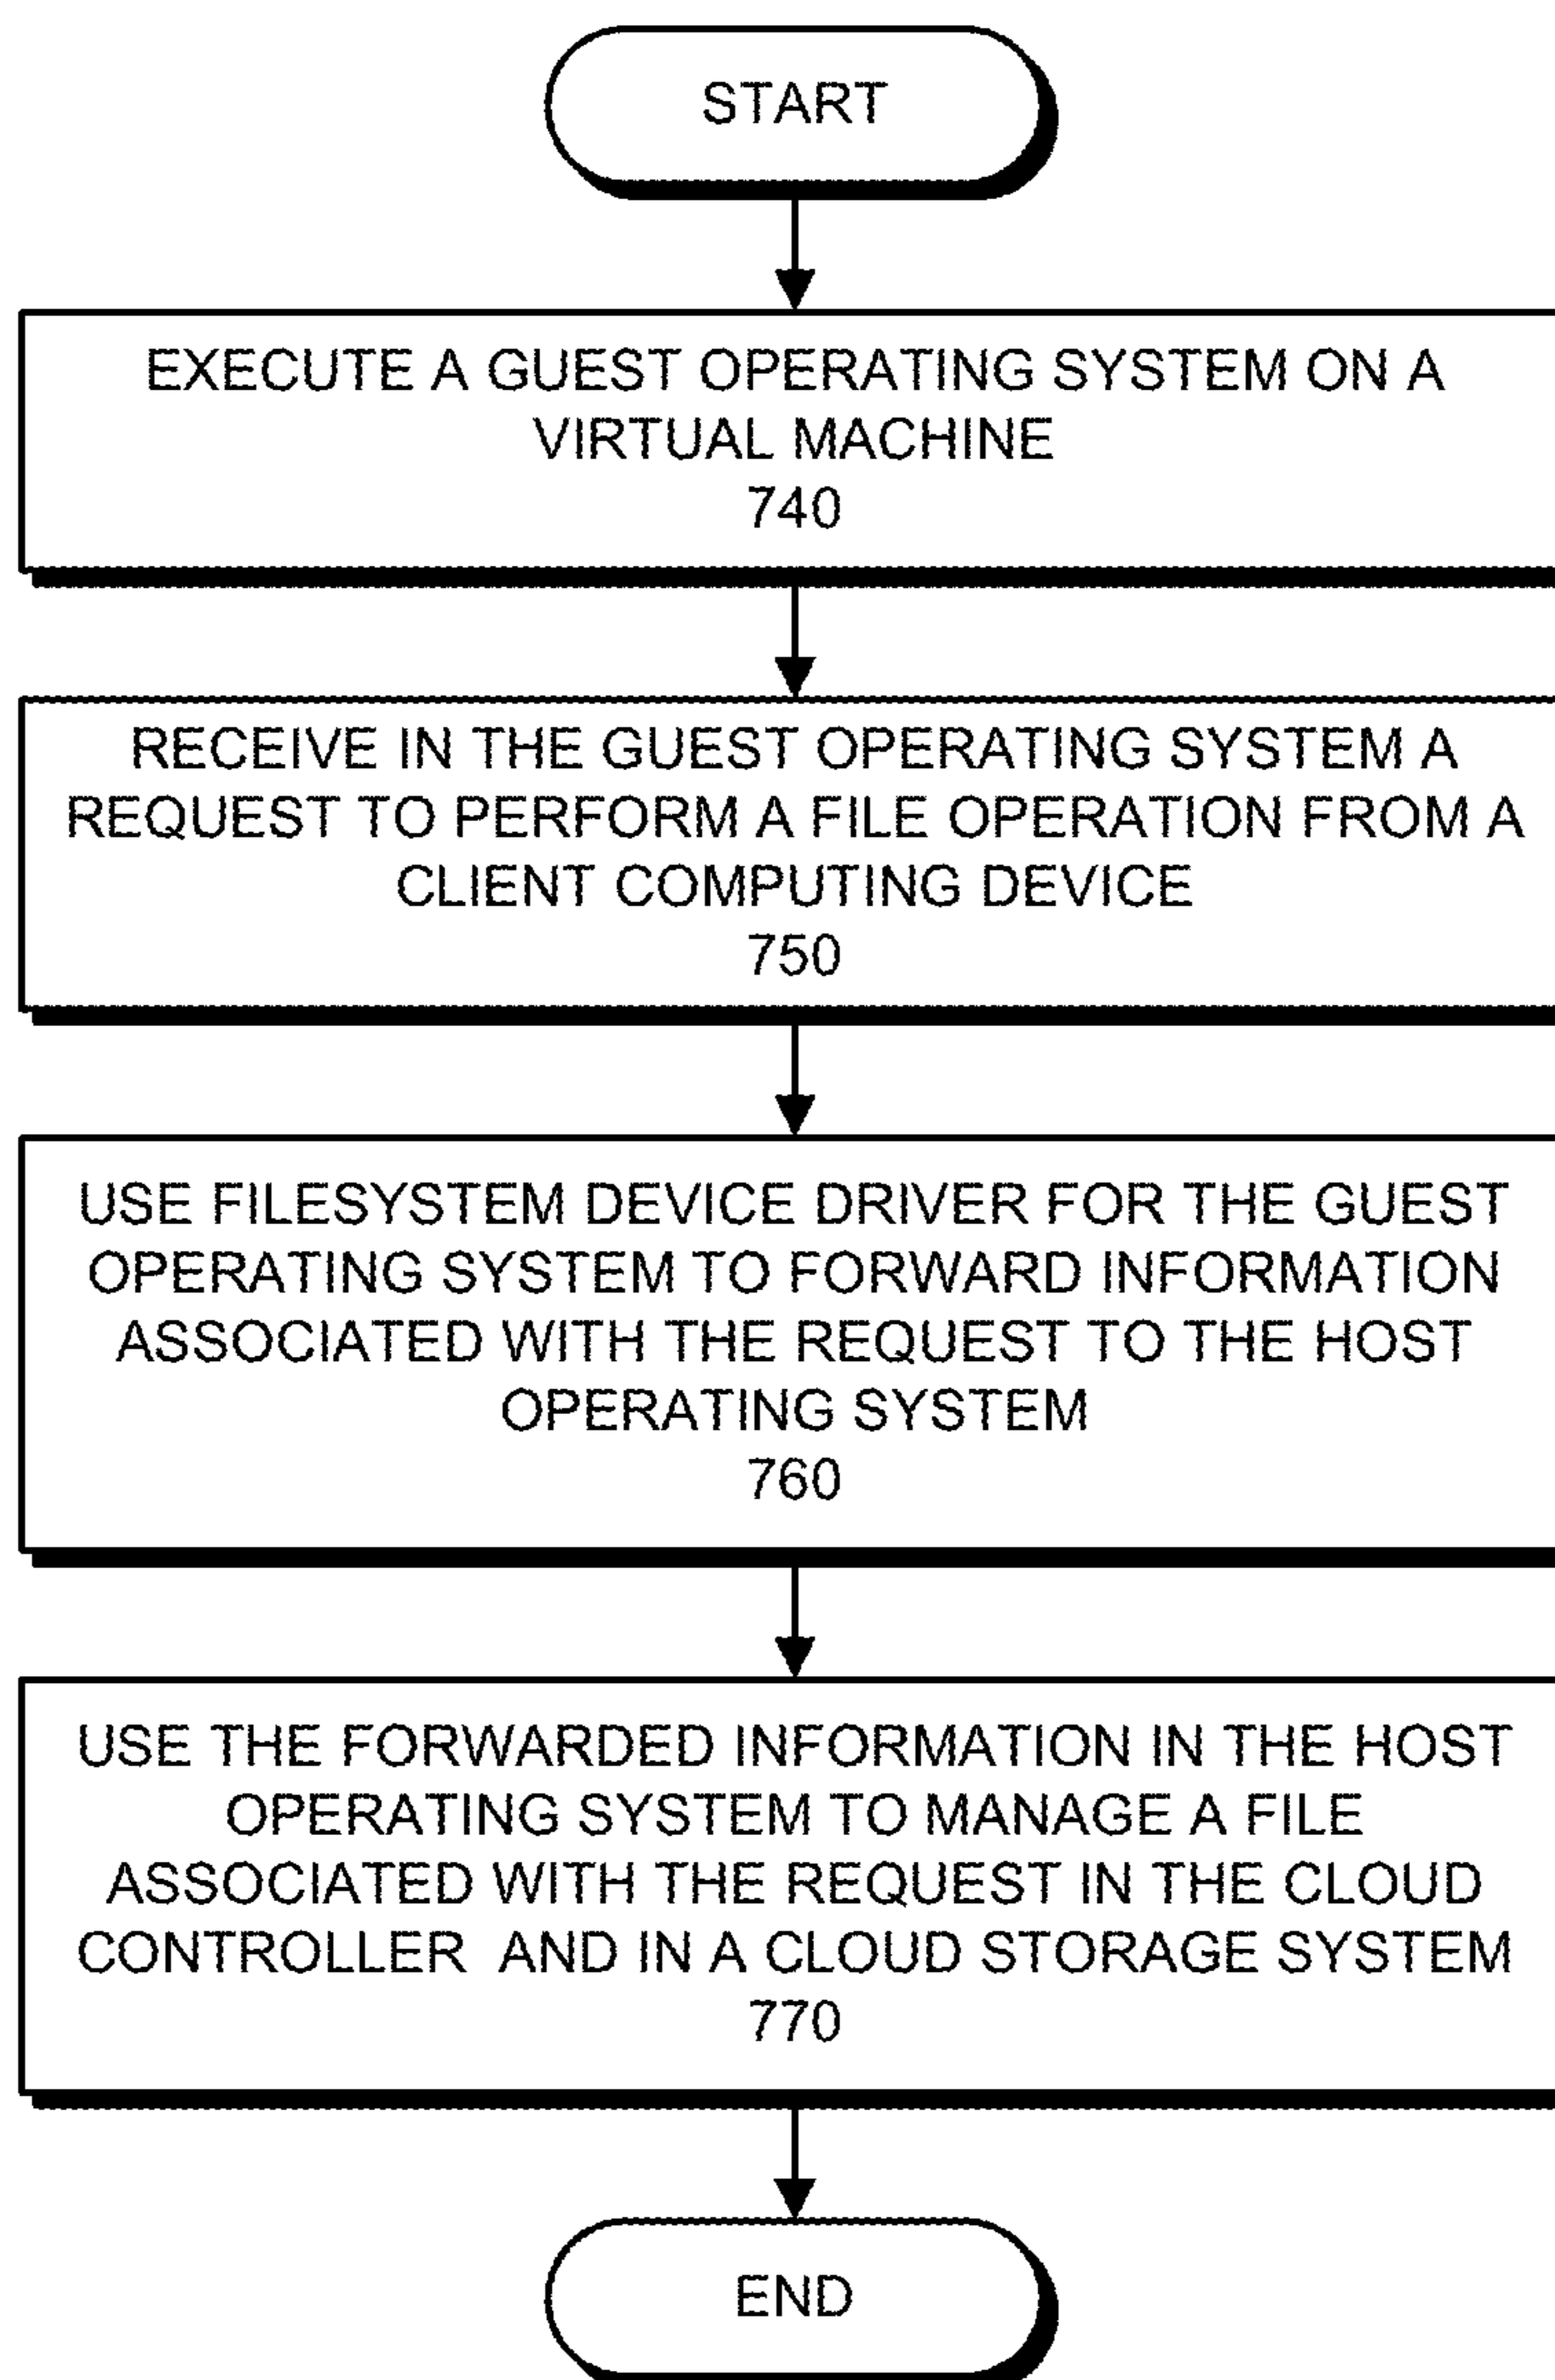 START
EXECUTE A GUEST OPERATING SYSTEM ON A
VIRTUAL MACHINE
740
RECEIVE IN THE GUEST OPERATING SYSTEM A
REQUEST TO PERFORM A FILE OPERATION FROM A
CLIENT COMPUTING DEVICE
750
USE FILESYSTEM DEVICE DRIVER FOR THE GUEST
OPERATING SYSTEM TO FORWARD INFORMATION
ASSOCIATED WITH THE REQUEST TO THE HOST
OPERATING SYSTEM
760
USE THE FORWARDED INFORMATION IN THE HOST
OPERATING SYSTEM TO MANAGE A FILE
ASSOCIATED WITH THE REQUEST IN THE CLOUD
CONTROLLER AND IN A CLOUD STORAGE SYSTEM
770
END